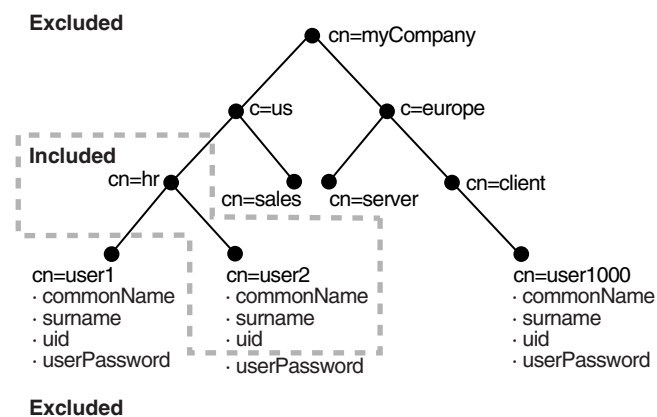 Excluded
cn=myCompany
c=us
c=europe
Included
cn=hr
cn=sales
cn=server
cn=client
cn=user1
· commonName
· surname
· uid
· userPassword
cn=user2
· commonName
· surname
· uid
· userPassword
cn=user1000
· commonName
· surname
· uid
· userPassword
Excluded